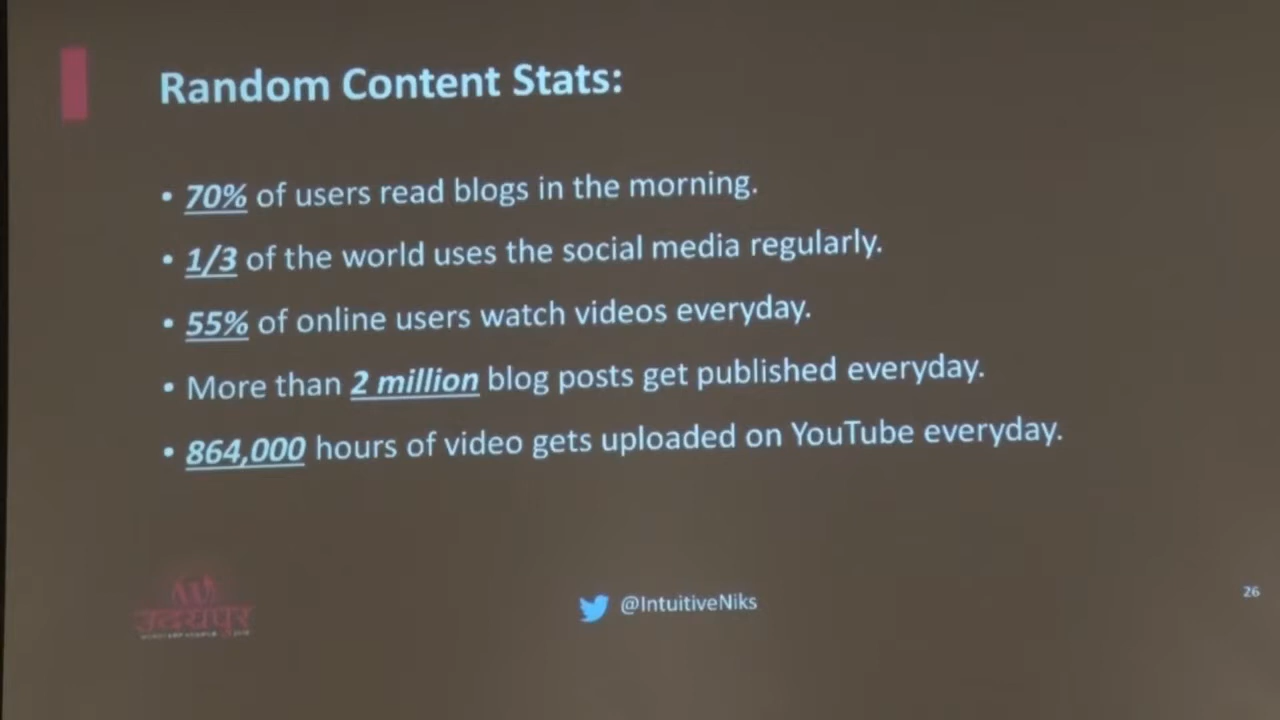 Random Content Stats:
• 70% of users read blogs in the morning.
• 1/3 of the world uses the social media regularly.
• 55% of online users watch videos everyday.
• More than 2 million blog posts get published everyday.
• 864,000 hours of video gets uploaded on YouTube everyday.
उदयपुर
@IntuitiveNiks
26